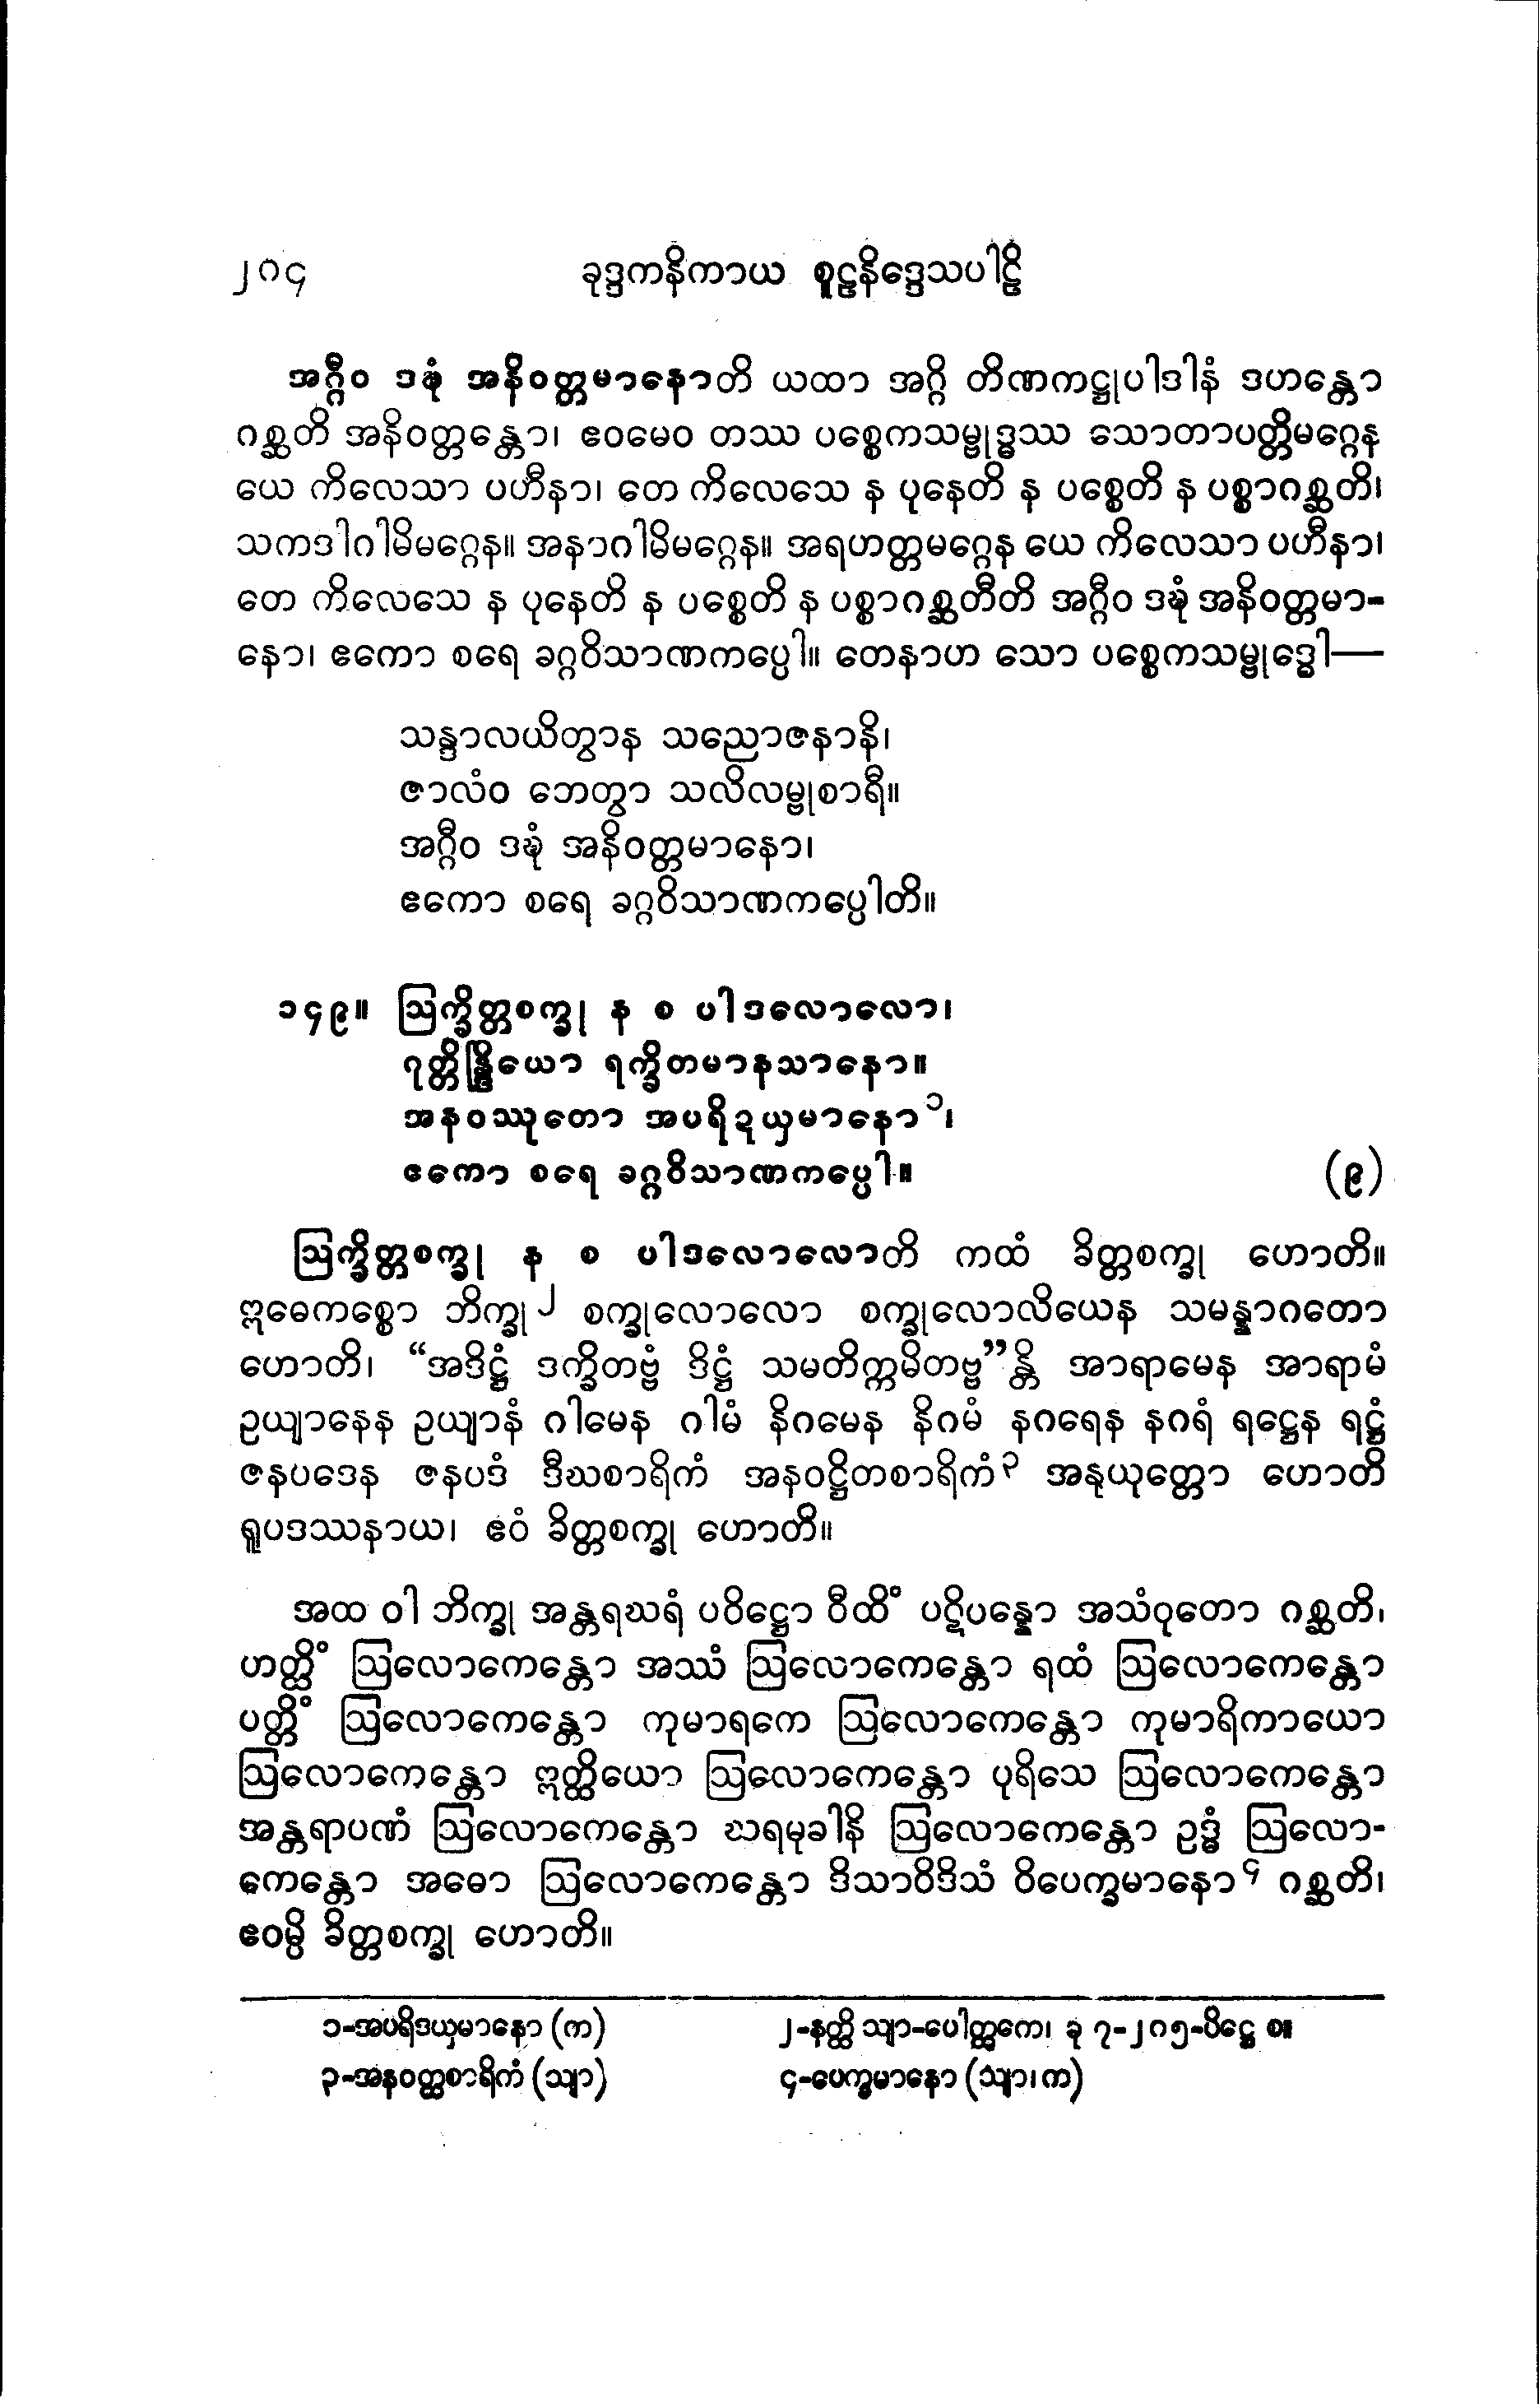 ၂၀၄ ခုဒ္ဒကနိကာယ စူဠနိဒ္ဒေသပါဠိ
အဂ္ဂီဝ ဒဍ္ဎံ အနိဝတ္တမာနောတိ ယထာ အဂ္ဂိ တိဏကဋ္ဌုပါဒါနံ ဒဟန္တော
ဂစ္ဆတိ အနိဝတ္တန္တော၊ ဧဝမေဝ တဿ ပစ္စေကသမ္ဗုဒ္ဓဿ သောတာပတ္တိမဂ္ဂေန
ယေ ကိလေသာ ပဟီနာ၊ တေ ကိလေသေ န ပုနေတိ န ပစ္စေတိ န ပစ္စာဂစ္ဆတိ၊
သကဒါဂါမိမဂ္ဂေန။ အနာဂါမိမဂ္ဂေန။ အရဟတ္တမဂ္ဂေန ယေ ကိလေသာ ပဟီနာ၊
တေ ကိလေသေ န ပုနေတိ န ပစ္စေတိ န ပစ္စာဂစ္ဆတီတိ အဂ္ဂီဝ ဒဍ္ဎံ အနိဝတ္တမာ-
နော၊ ဧကော စရေ ခဂ္ဂဝိသာဏကပ္ပေါ။ တေနာဟ သော ပစ္စေကသမ္ဗုဒ္ဓေါ—
သန္ဒာလယိတွာန သညောဇနာနိ၊
ဇာလံဝ ဘေတွာ သလိလမ္ဗုစာရီ။
အဂ္ဂီဝ ဒဍ္ဎံ အနိဝတ္တမာနော၊
ဧကော စရေ ခဂ္ဂဝိသာဏကပ္ပေါတိ။
၁၄၉။ ဩက္ခိတ္တစက္ခု န စ ပါဒလောလော၊
ဂုတ္တိန္ဒြိယော ရက္ခိတမာနသာနော။
အနဝဿုတော အပရိဍယှမာနော၁၊
ဧကော စရေ ခဂ္ဂဝိသာဏကပ္ပေါ။ (၉)
ဩက္ခိတ္တစက္ခု န စ ပါဒလောလောတိ ကထံ ခိတ္တစက္ခု ဟောတိ။
ဣဓေကစ္စော ဘိက္ခု၂ စက္ခုလောလော စက္ခုလောလိယေန သမန္နာဂတော
ဟောတိ၊ “အဒိဋ္ဌံ ဒက္ခိတဗ္ဗံ ဒိဋ္ဌံ သမတိက္ကမိတဗ္ဗ”န္တိ အာရာမေန အာရာမံ
ဥယျာနေန ဥယျာနံ ဂါမေန ဂါမံ နိဂမေန နိဂမံ နဂရေန နဂရံ ရဋ္ဌေန ရဋ္ဌံ
ဇနပဒေန ဇနပဒံ ဒီဃစာရိကံ အနဝဋ္ဌိတစာရိကံ၃ အနုယုတ္တော ဟောတိ
ရူပဒဿနာယ၊ ဧဝံ ခိတ္တစက္ခု ဟောတိ။
အထ ဝါ ဘိက္ခု အန္တရဃရံ ပဝိဋ္ဌော ဝီထိံ ပဋိပန္နော အသံဝုတော ဂစ္ဆတိ၊
ဟတ္ထိံ ဩလောကေန္တော အဿံ ဩလောကေန္တော ရထံ ဩလောကေန္တော
ပတ္တိံ ဩလောကေန္တော ကုမာရကေ ဩလောကေန္တော ကုမာရိကာယော
ဩလောကေန္တော ဣတ္ထိယော ဩလောကေန္တော ပုရိသေ ဩလောကေန္တော
အန္တရာပဏံ ဩလောကေန္တော ဃရမုခါနိ ဩလောကေန္တော ဥဒ္ဓံ ဩလော-
ကေန္တော အဓော ဩလောကေန္တော ဒိသာဝိဒိသံ ဝိပေက္ခမာနော၄ ဂစ္ဆတိ၊
ဧဝမ္ပိ ခိတ္တစက္ခု ဟောတိ။
၁-အပရိဒယှမာနော (က) ၂-နတ္ထိ သျာ-ပေါတ္ထကေ၊ ခု ၇-၂၀၅-ပိဋ္ဌေ စ။
၃-အနဝတ္ထစာရိကံ (သျာ) ၄-ပေက္ခမာနော (သျာ၊ က)